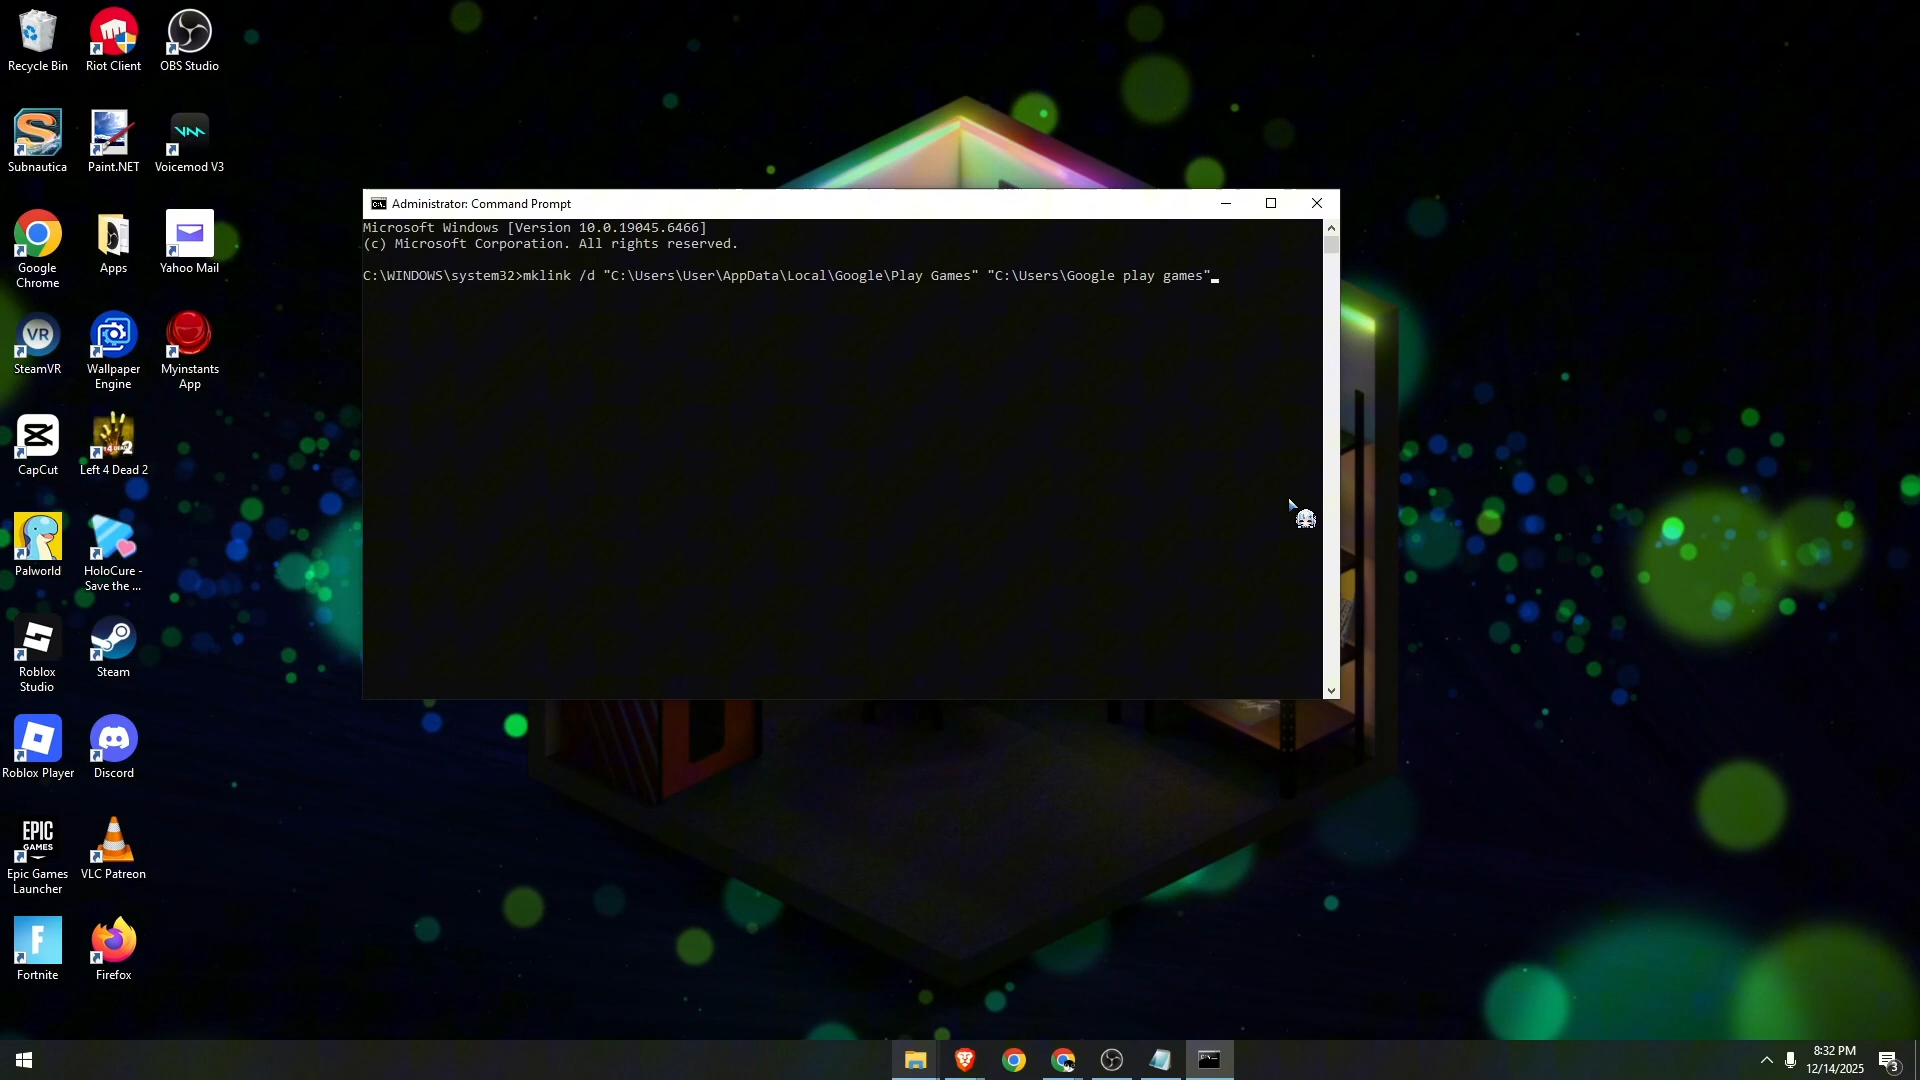 Recycle Bin
Riot Client
OBS Studio
Subnautica
Paint.NET
Voicemod V3
Google
Chrome
Apps
Yahoo Mail
SteamVR
Wallpaper
Engine
Myinstants
App
CapCut
Left 4 Dead 2
Palworld
HoloCure -
Save the ...
Roblox
Studio
Steam
Roblox Player
Discord
EPIC
GAMES
Epic Games
Launcher
VLC Patreon
Fortnite
Firefox
Administrator: Command Prompt
Microsoft Windows [Version 10.0.19045.6466]
(c) Microsoft Corporation. All rights reserved.
C:\WINDOWS\system32>mklink /d "C:\Users\User\AppData\Local\Google\Play Games" "C:\Users\Google play games"
8:32 PM
12/14/2025
3